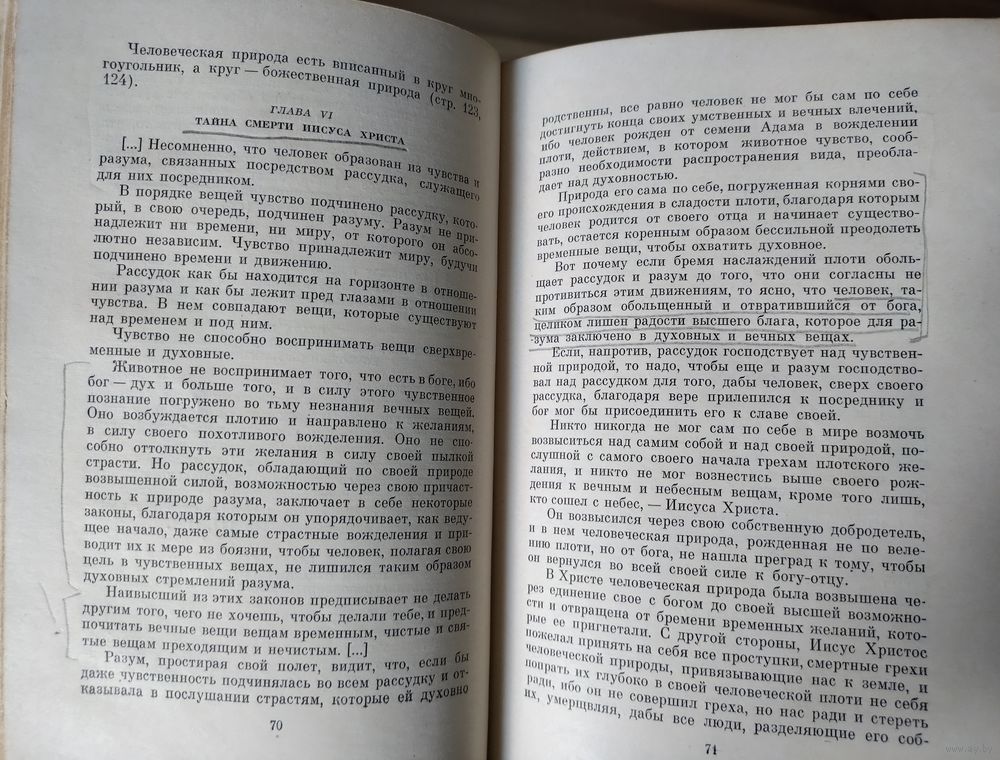 Человеческая природа есть вписанный в круг мно-
гоугольник, а круг — божественная природа (стр. 123,
124).
ГЛАВА VI
ТАЙНА СМЕРТИ ИИСУСА ХРИСТА
[...] Несомненно, что человек образован из чувства и
разума, связанных посредством рассудка, служащего
для них посредником.
В порядке вещей чувство подчинено рассудку, кото-
рый, в свою очередь, подчинен разуму. Разум не при-
надлежит ни времени, ни миру, от которого он абсо-
лютно независим. Чувство принадлежит миру, будучи
подчинено времени и движению.
Рассудок как бы находится на горизонте в отноше-
нии разума и как бы лежит пред глазами в отношении
чувства. В нем совпадают вещи, которые существуют
над временем и под ним.
Чувство не способно воспринимать вещи сверхвре-
менные и духовные.
Животное не воспринимает того, что есть в боге, ибо
бог — дух и больше того, и в силу этого чувственное
познание погружено во тьму незнания вечных вещей.
Оно возбуждается плотию и направлено к желаниям,
в силу своего похотливого вожделения. Оно не спо-
собно оттолкнуть эти желания в силу своей пылкой
страсти. Но рассудок, обладающий по своей природе
возвышенной силой, возможностью через свою причаст-
ность к природе разума, заключает в себе некоторые
законы, благодаря которым он упорядочивает, как веду-
щее начало, даже самые страстные вожделения и при-
водит их к мере из боязни, чтобы человек, полагая свою
цель в чувственных вещах, не лишился таким образом
духовных стремлений разума.
Наивысший из этих законов предписывает не делать
другим того, чего не хочешь, чтобы делали тебе, и пред-
почитать вечные вещи вещам временным, чистые и свя-
тые вещам преходящим и нечистым. [...]
Разум, простирая свой полет, видит, что, если бы
даже чувственность подчинялась во всем рассудку и от-
казывала в послушании страстям, которые ей духовно
70
родственны, все равно человек не мог бы сам по себе
достигнуть конца своих умственных и вечных влечений,
ибо человек рожден от семени Адама в вожделении
плоти, действием, в котором животное чувство, сооб-
разно необходимости распространения вида, преобла-
дает над духовностью.
Природа его сама по себе, погруженная корнями сво-
его происхождения в сладости плоти, благодаря которым
человек родится от своего отца и начинает существо-
вать, остается коренным образом бессильной преодолеть
временные вещи, чтобы охватить духовное.
Вот почему если бремя наслаждений плоти оболь-
щает рассудок и разум до того, что они согласны не
противиться этим движениям, то ясно, что человек, та-
ким образом обольщенный и отвратившийся от бога,
целиком лишен радости высшего блага, которое для ра-
зума заключено в духовных и вечных вещах.
Если, напротив, рассудок господствует над чувствен-
ной природой, то надо, чтобы еще и разум господство-
вал над рассудком для того, дабы человек, сверх своего
рассудка, благодаря вере прилепился к посреднику и
бог мог бы присоединить его к славе своей.
Никто никогда не мог сам по себе в мире возмочь
возвыситься над самим собой и над своей природой, по-
слушной с самого своего начала грехам плотского же-
лания, и никто не мог вознестись выше своего рож-
дения к вечным и небесным вещам, кроме того лишь,
кто сошел с небес, — Иисуса Христа.
Он возвысился через свою собственную добродетель,
и в нем человеческая природа, рожденная не по веле-
нию плоти, но от бога, не нашла преград к тому, чтобы
он вернулся во всей своей силе к богу-отцу.
В Христе человеческая природа была возвышена че-
рез единение свое с богом до своей высшей возможно-
сти и отвращена от бремени временных желаний, кото-
рые ее пригнетали. С другой стороны, Иисус Христос
пожелал принять на себя все проступки, смертные грехи
человеческой природы, привязывающие нас к земле, и
попрать их глубоко в своей человеческой плоти не себя
ради, ибо он не совершил греха, но нас ради и стереть
их, умерщвляя, дабы все люди, разделяющие его соб-
71
www.ay.by